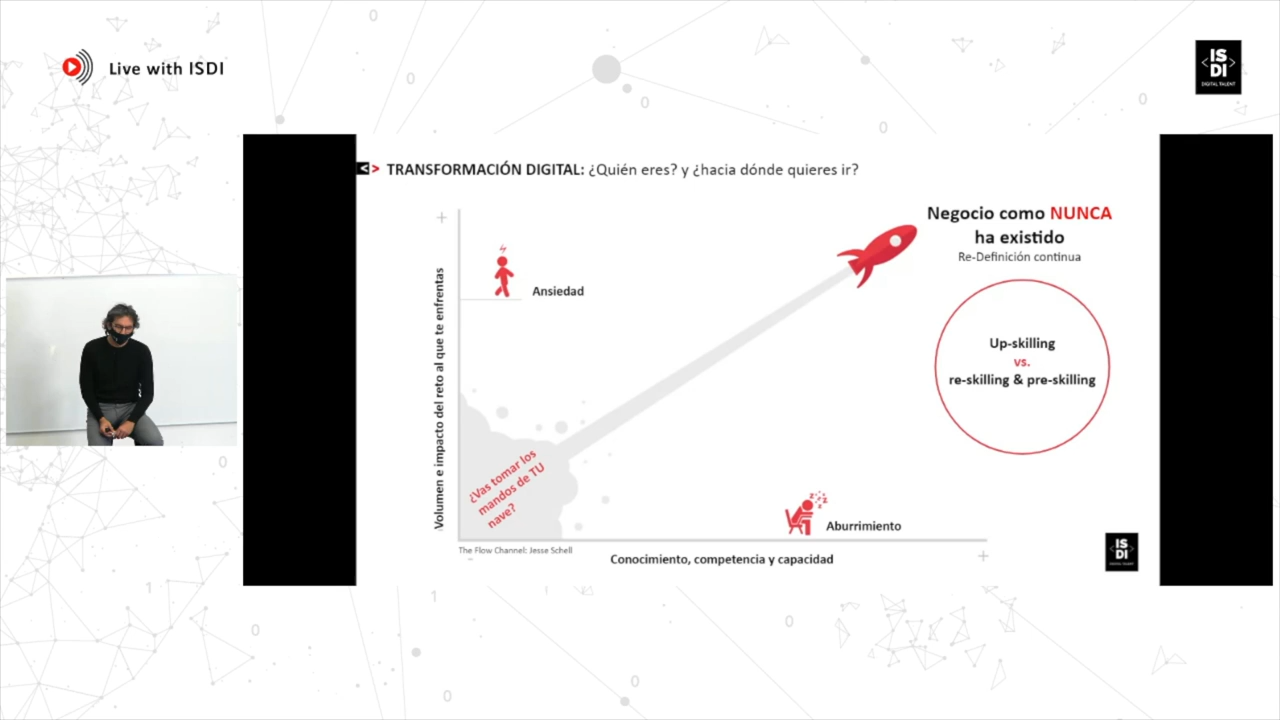 Live with ISDI
IS
DI
DIGITAL TALENT
TRANSFORMACIÓN DIGITAL: ¿Quién eres? y ¿hacia dónde quieres ir?
Negocio como NUNCA
ha existido
Re-Definición continua
Up-skilling
vs.
re-skilling & pre-skilling
+
Volumen e impacto del reto al que te enfrentas
Ansiedad
¿Vas tomar los
mandos de TU
nave?
Aburrimiento
The Flow Channel: Jesse Schell
-
Conocimiento, competencia y capacidad
+
IS
DI
DIGITAL TALENT